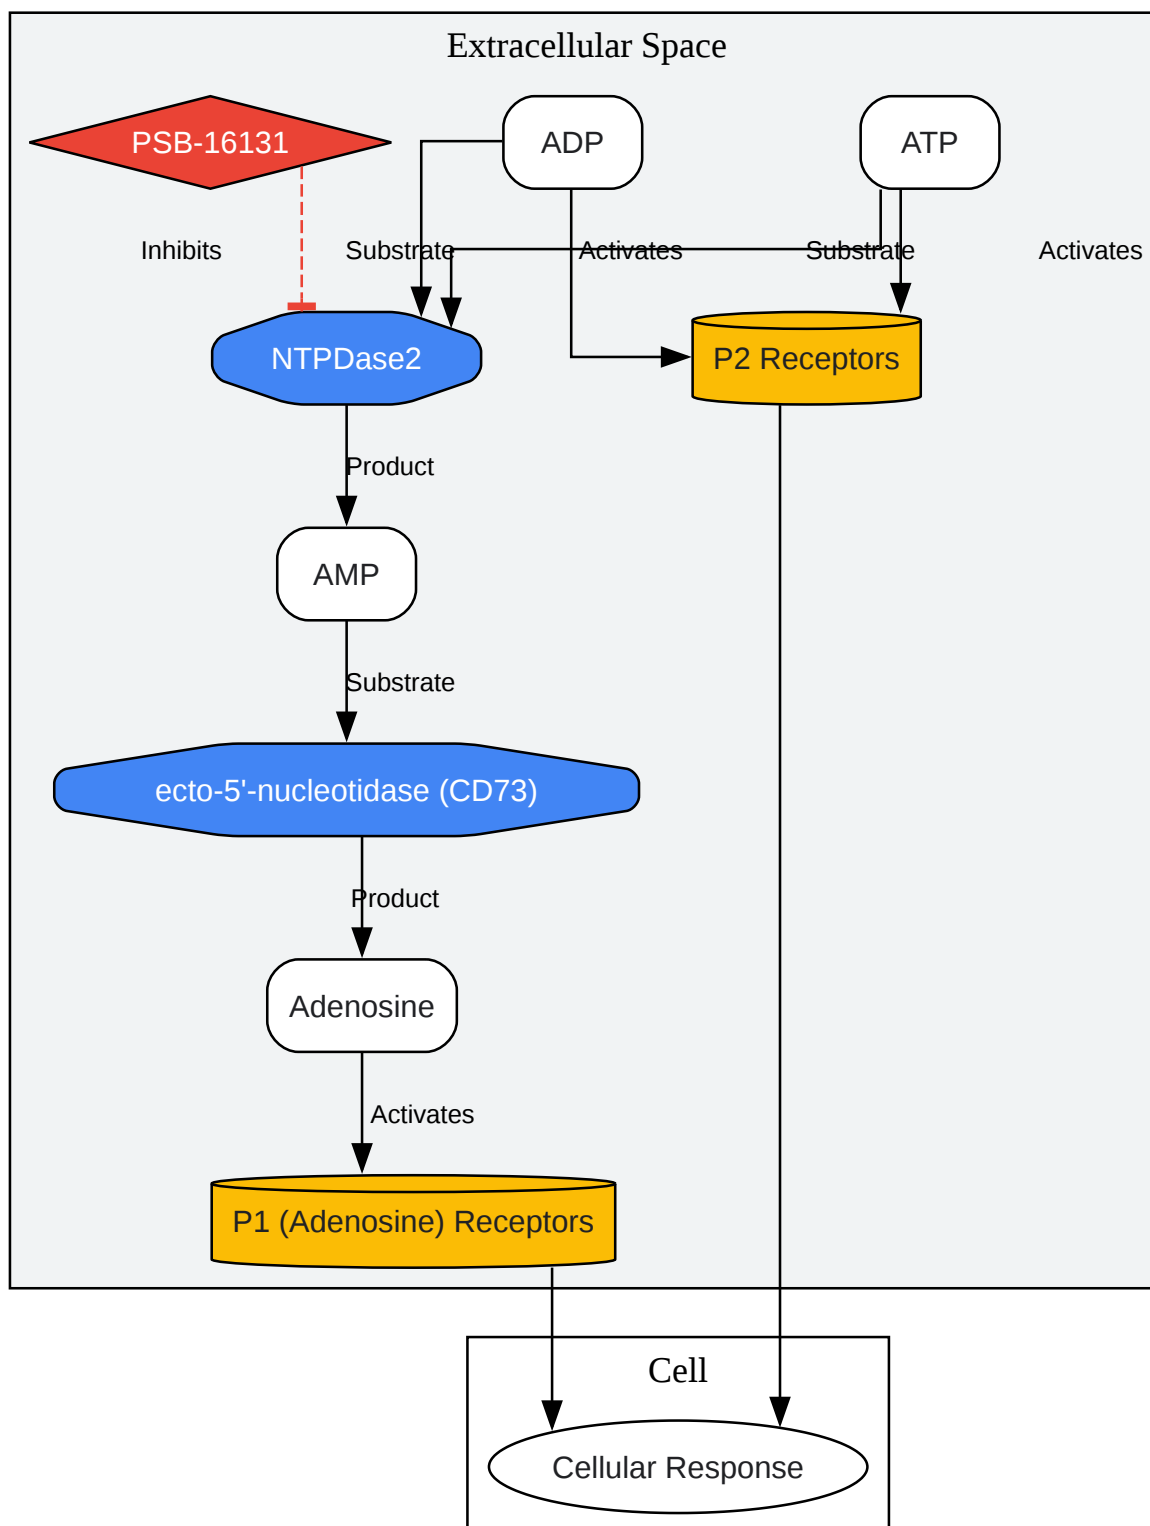 Extracellular Space
PSB-16131
ADP
ATP
Inhibits
Substrate
Activates
Substrate
Activates
NTPDase2
P2 Receptors
Product
AMP
Substrate
ecto-5'-nucleotidase (CD73)
Product
Adenosine
Activates
P1 (Adenosine) Receptors
Cell
Cellular Response